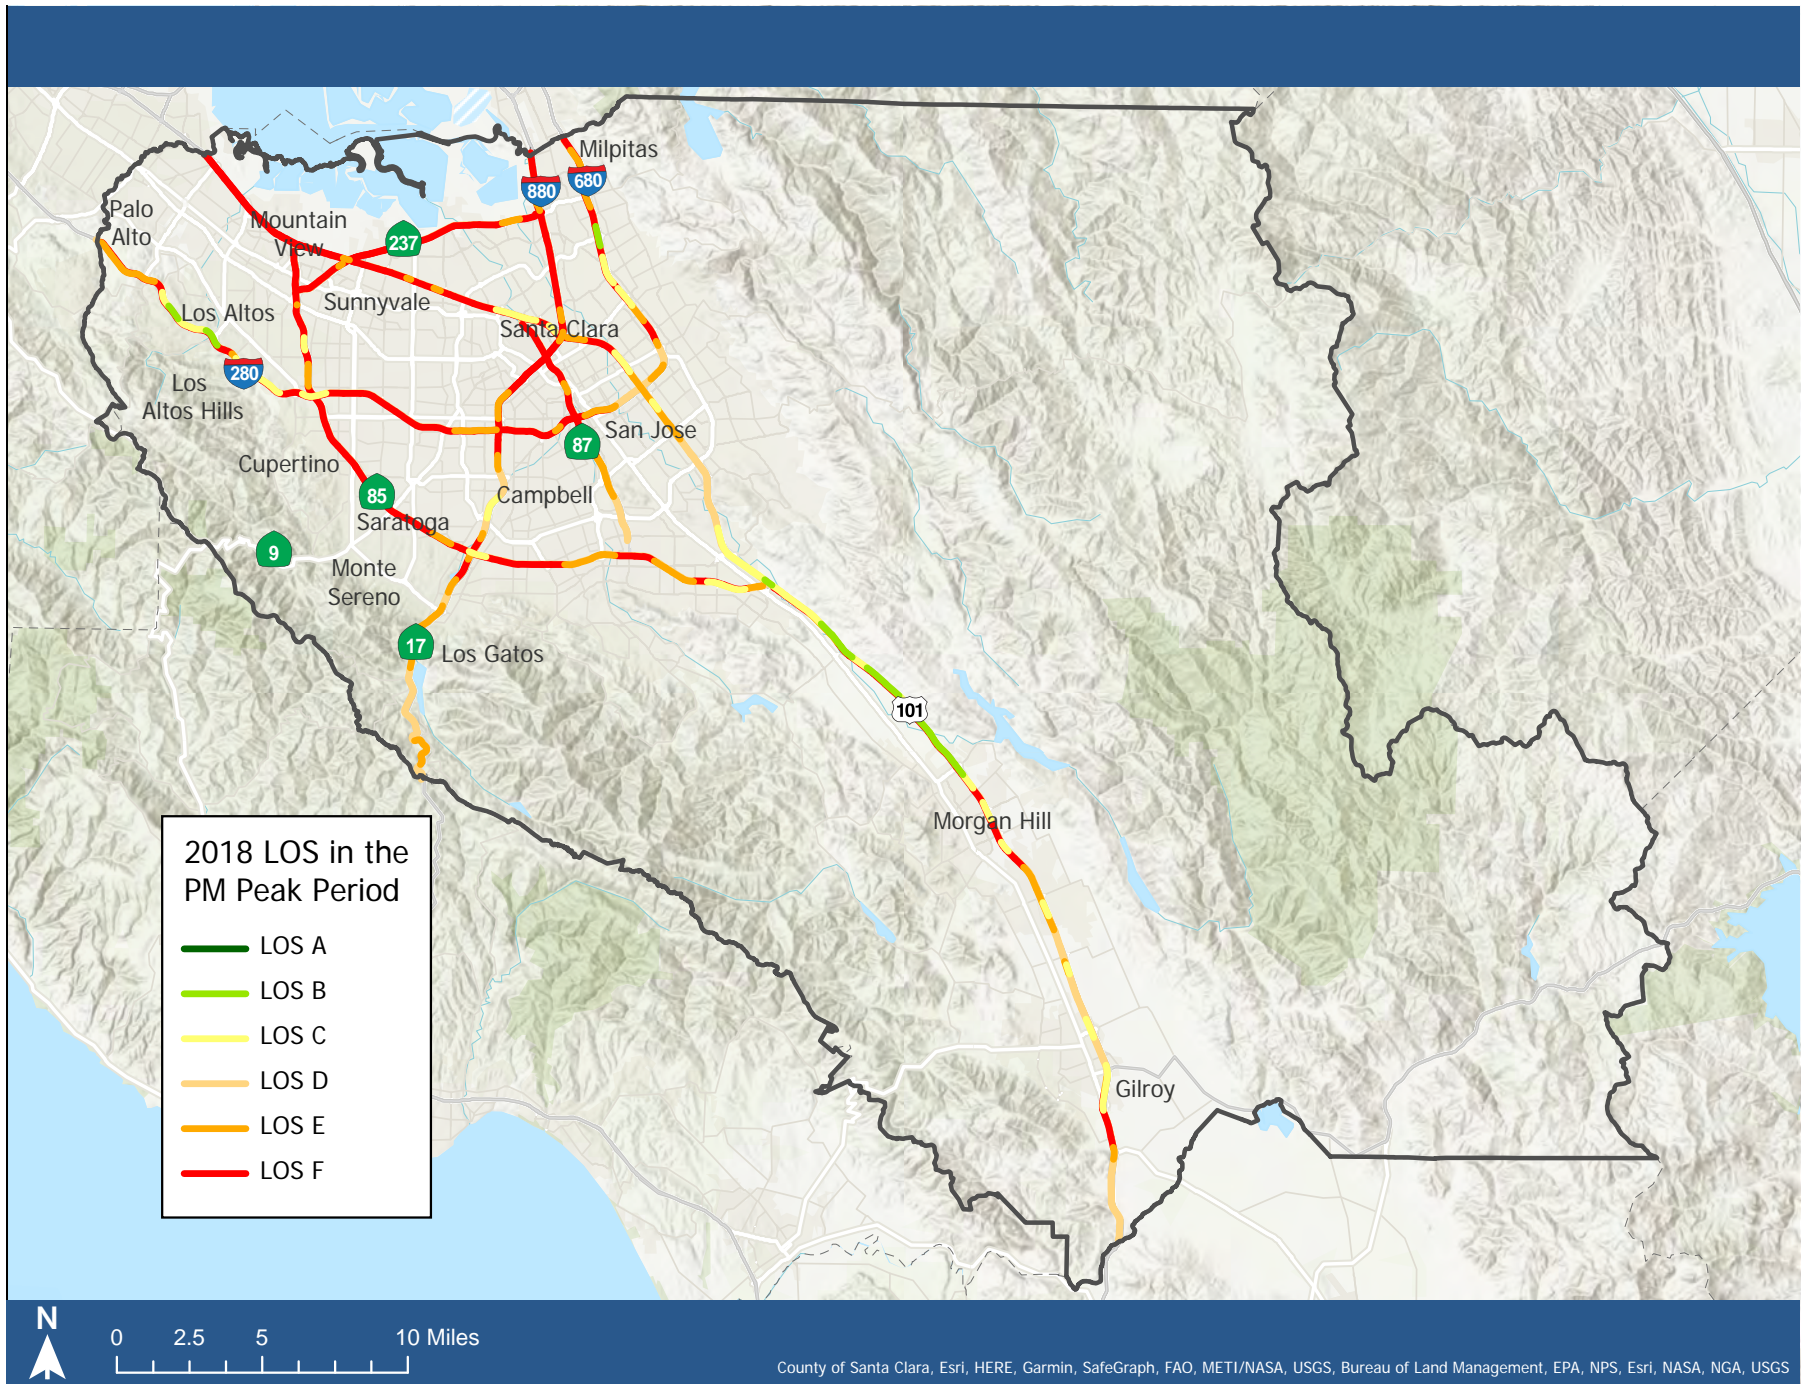 Milpitas
880
680
Palo
Alto
Mountain
View
237
Sunnyvale
Los Altos
Santa Clara
280
Los
Altos Hills
San Jose
87
Cupertino
85
Campbell
Saratoga
9
Monte
Sereno
17
Los Gatos
101
Morgan Hill
Gilroy
2018 LOS in the
PM Peak Period
LOS A
LOS B
LOS C
LOS D
LOS E
LOS F
N
0 2.5 5 10 Miles
County of Santa Clara, Esri, HERE, Garmin, SafeGraph, FAO, METI/NASA, USGS, Bureau of Land Management, EPA, NPS, Esri, NASA, NGA, USGS